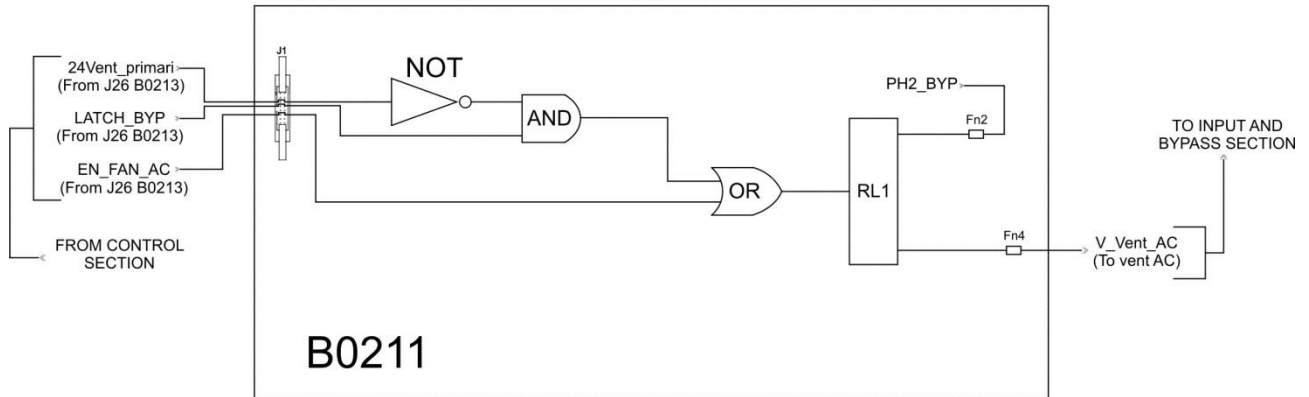 J1
24Vent_primari
(From J26 B0213)
LATCH_BYP
(From J26 B0213)
EN_FAN_AC
(From J26 B0213)
FROM CONTROL
SECTION
NOT
AND
OR
RL1
PH2_BYP
Fn2
Fn4
TO INPUT AND
BYPASS SECTION
V_Vent_AC
(To vent AC)
B0211